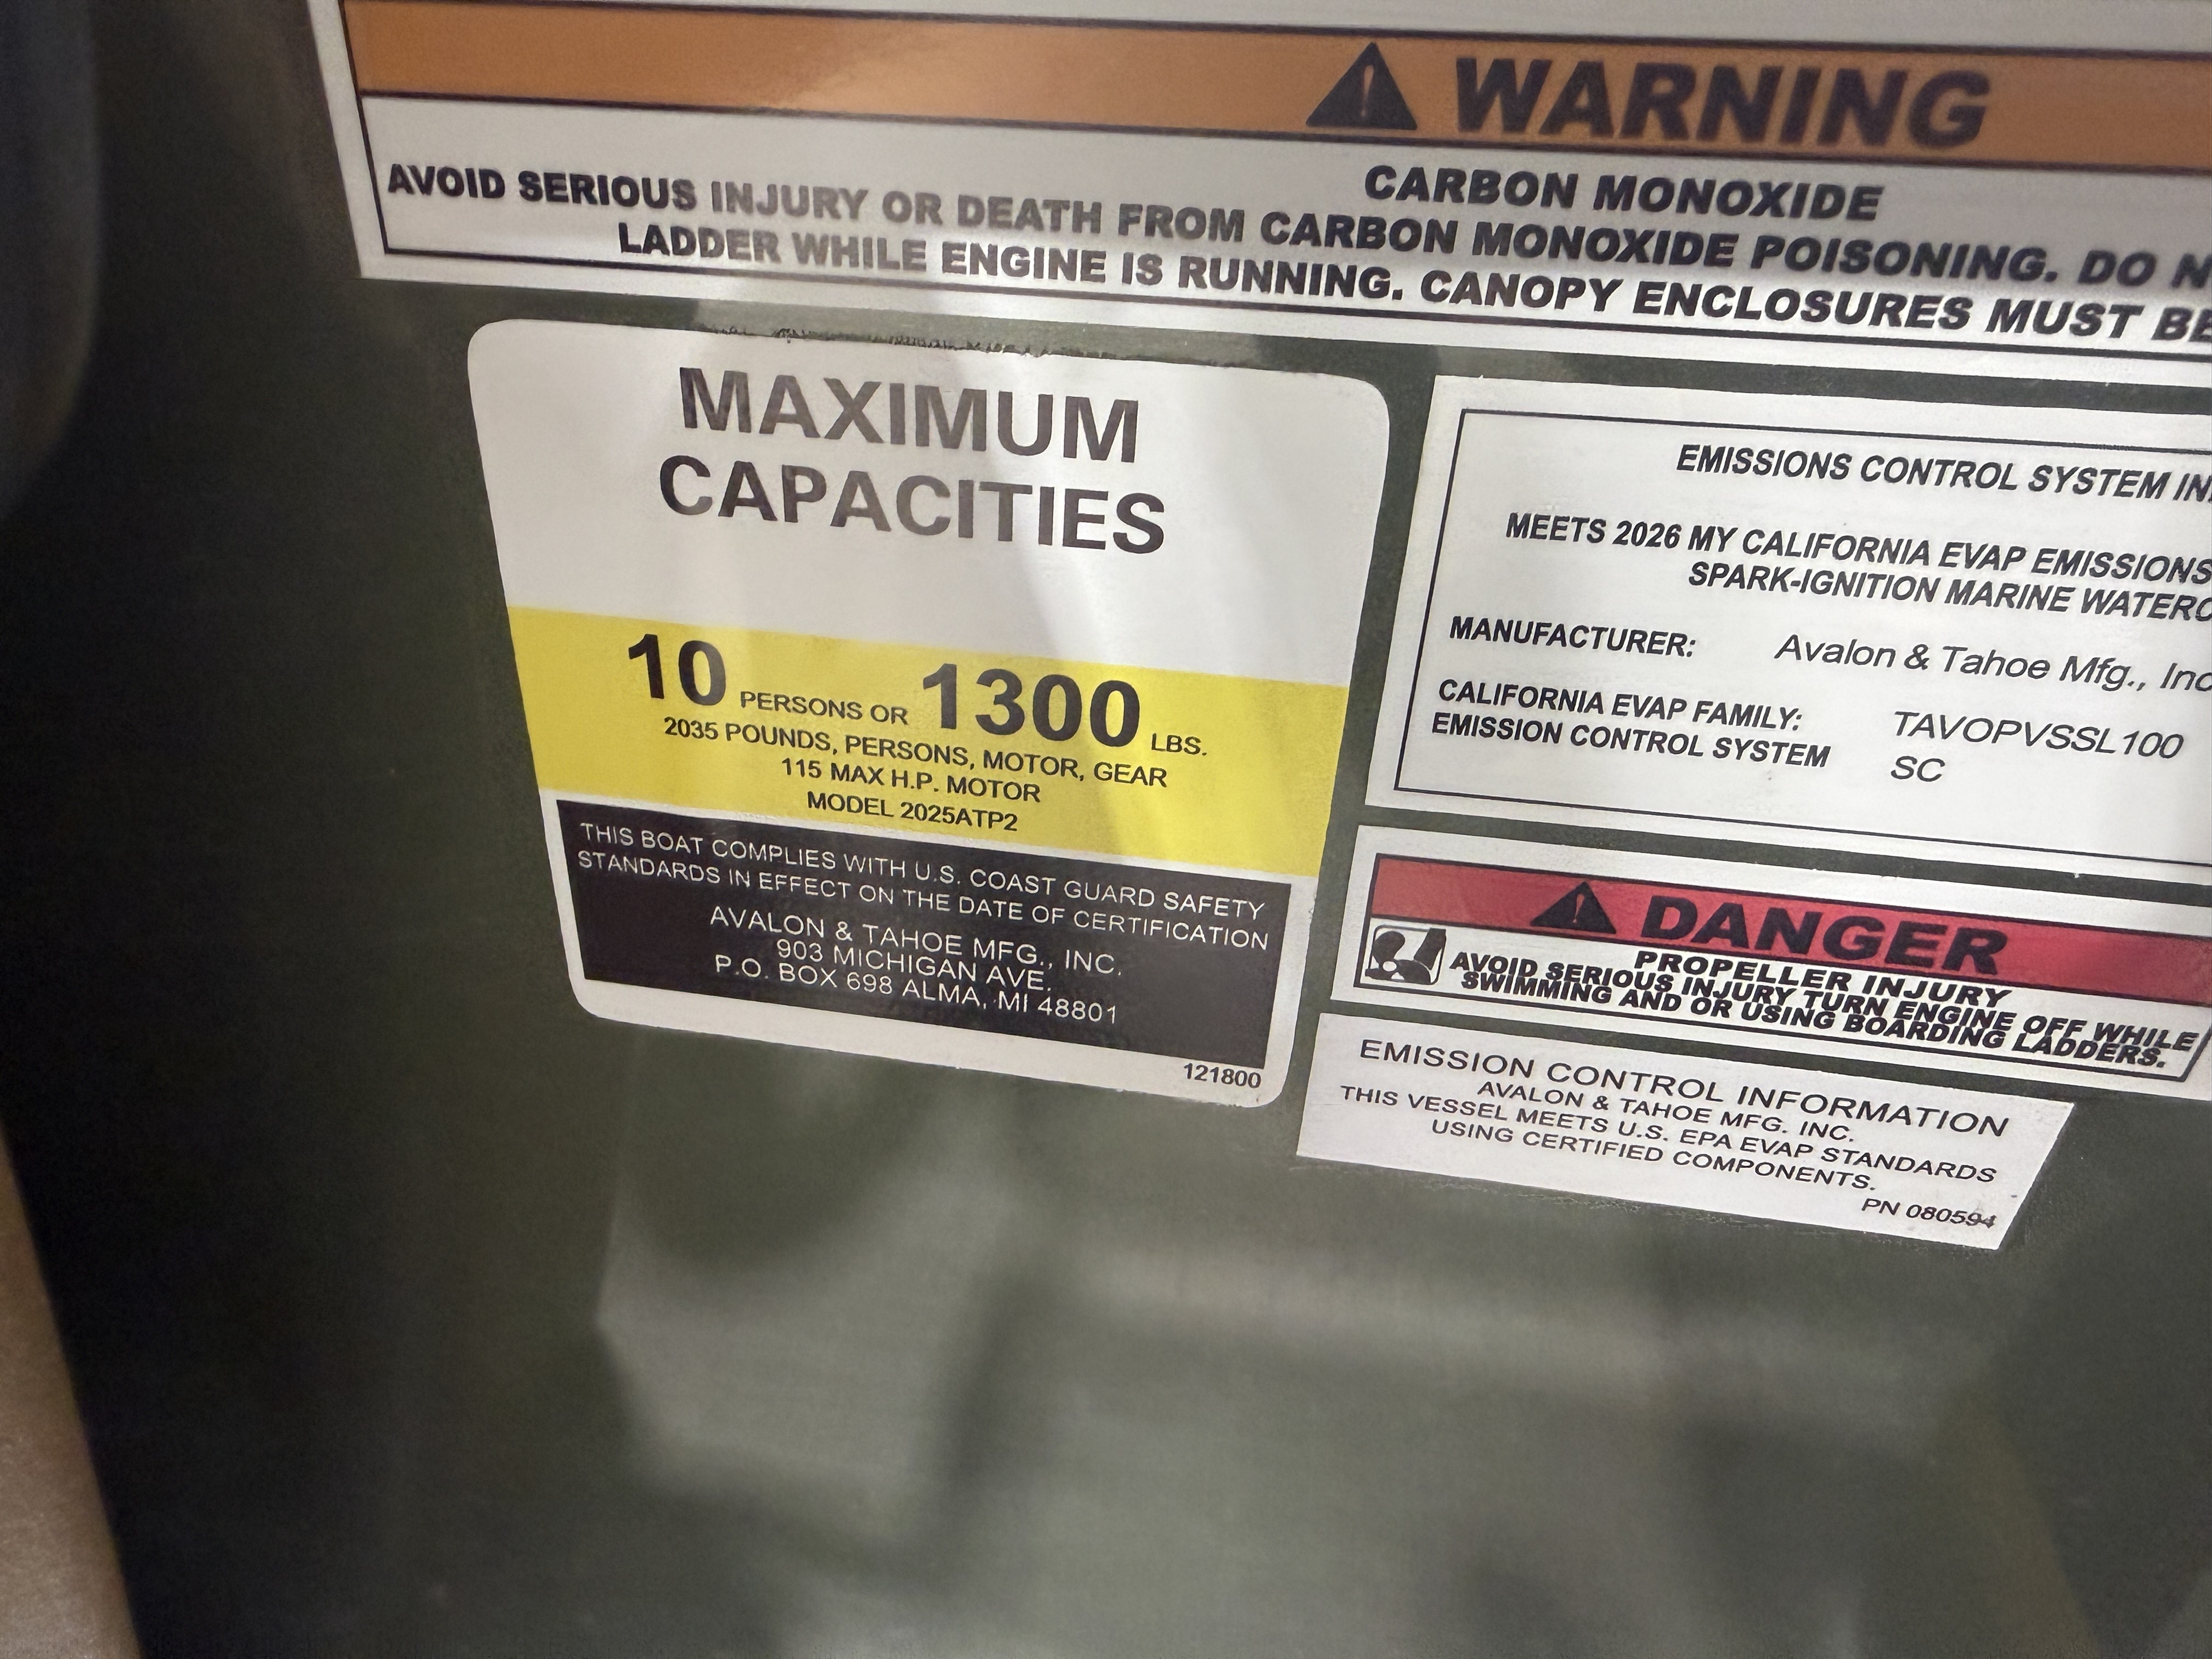 WARNING
CARBON MONOXIDE
AVOID SERIOUS INJURY OR DEATH FROM CARBON MONOXIDE POISONING. DO N
LADDER WHILE ENGINE IS RUNNING. CANOPY ENCLOSURES MUST BE
MAXIMUM
CAPACITIES
10 PERSONS OR 1300 LBS.
2035 POUNDS, PERSONS, MOTOR, GEAR
115 MAX H.P. MOTOR
MODEL 2025ATP2
THIS BOAT COMPLIES WITH U.S. COAST GUARD SAFETY
STANDARDS IN EFFECT ON THE DATE OF CERTIFICATION
AVALON & TAHOE MFG., INC.
903 MICHIGAN AVE.
P.O. BOX 698 ALMA, MI 48801
121800
EMISSIONS CONTROL SYSTEM IN
MEETS 2026 MY CALIFORNIA EVAP EMISSIONS
SPARK-IGNITION MARINE WATERC
MANUFACTURER: Avalon & Tahoe Mfg., Inc
CALIFORNIA EVAP FAMILY: TAVOPVSSL100
EMISSION CONTROL SYSTEM SC
DANGER
PROPELLER INJURY
AVOID SERIOUS INJURY TURN ENGINE OFF WHILE
SWIMMING AND OR USING BOARDING LADDERS.
EMISSION CONTROL INFORMATION
AVALON & TAHOE MFG. INC.
THIS VESSEL MEETS U.S. EPA EVAP STANDARDS
USING CERTIFIED COMPONENTS.
PN 080594